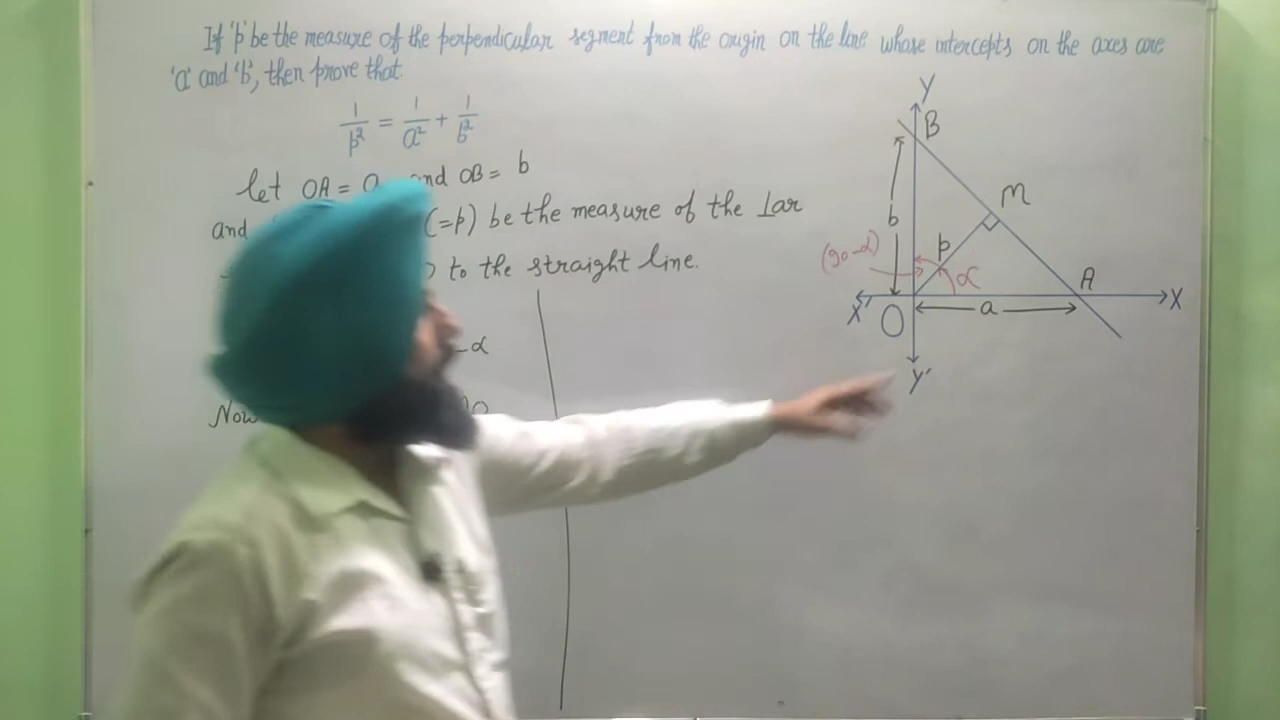 If 'p' be the measure of the perpendicular segment from the origin on the line whose intercepts on the axes are
'a' and 'b', then prove that.
1/p² = 1/a² + 1/b²
let OA = a and OB = b
and (=p) be the measure of the ⊥ar
to the straight line.
-α
Now
Y
B
M
b
(90-α)
p
α
A
X'
O
a
X
Y'